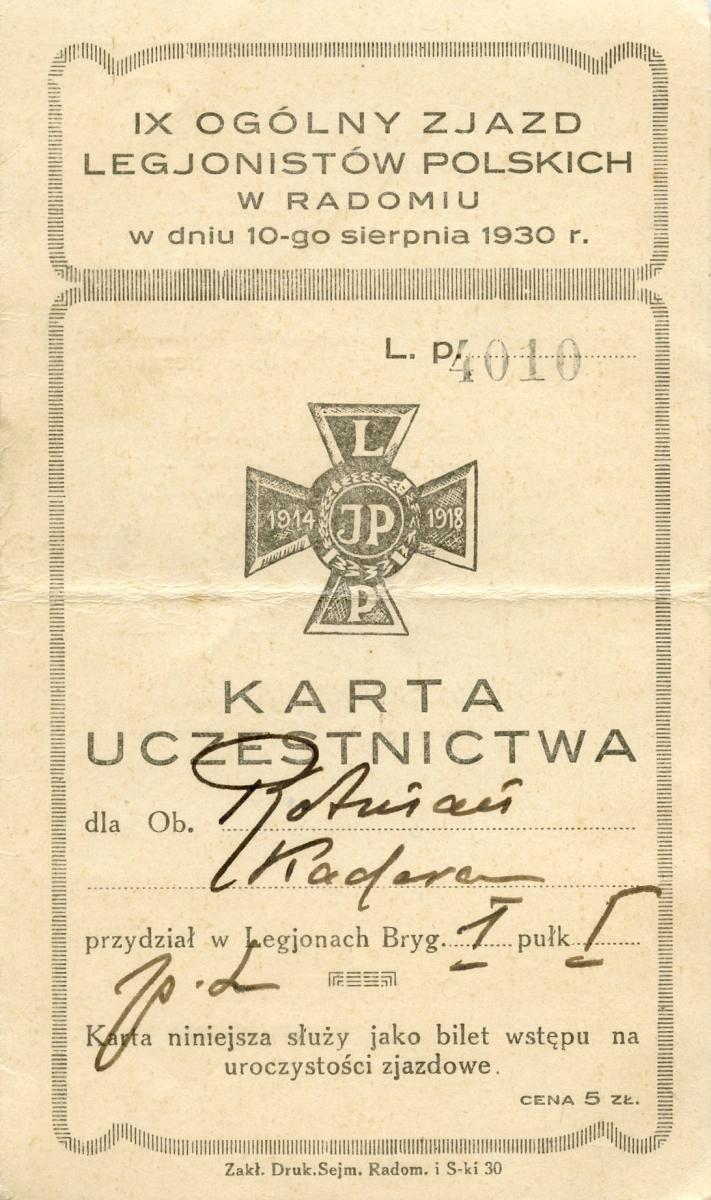 IX OGÓLNY ZJAZD
LEGJONISTÓW POLSKICH
W RADOMIU
w dniu 10-go sierpnia 1930 r.
L. p. 4010
L
1914 JP 1918
P
KARTA
UCZESTNICTWA
dla Ob.
przydział w Legjonach Bryg. I pułk I
p. L
Karta niniejsza służy jako bilet wstępu na
uroczystości zjazdowe.
CENA 5 ZŁ.
Zakł. Druk.Sejm. Radom. i S-ki 30